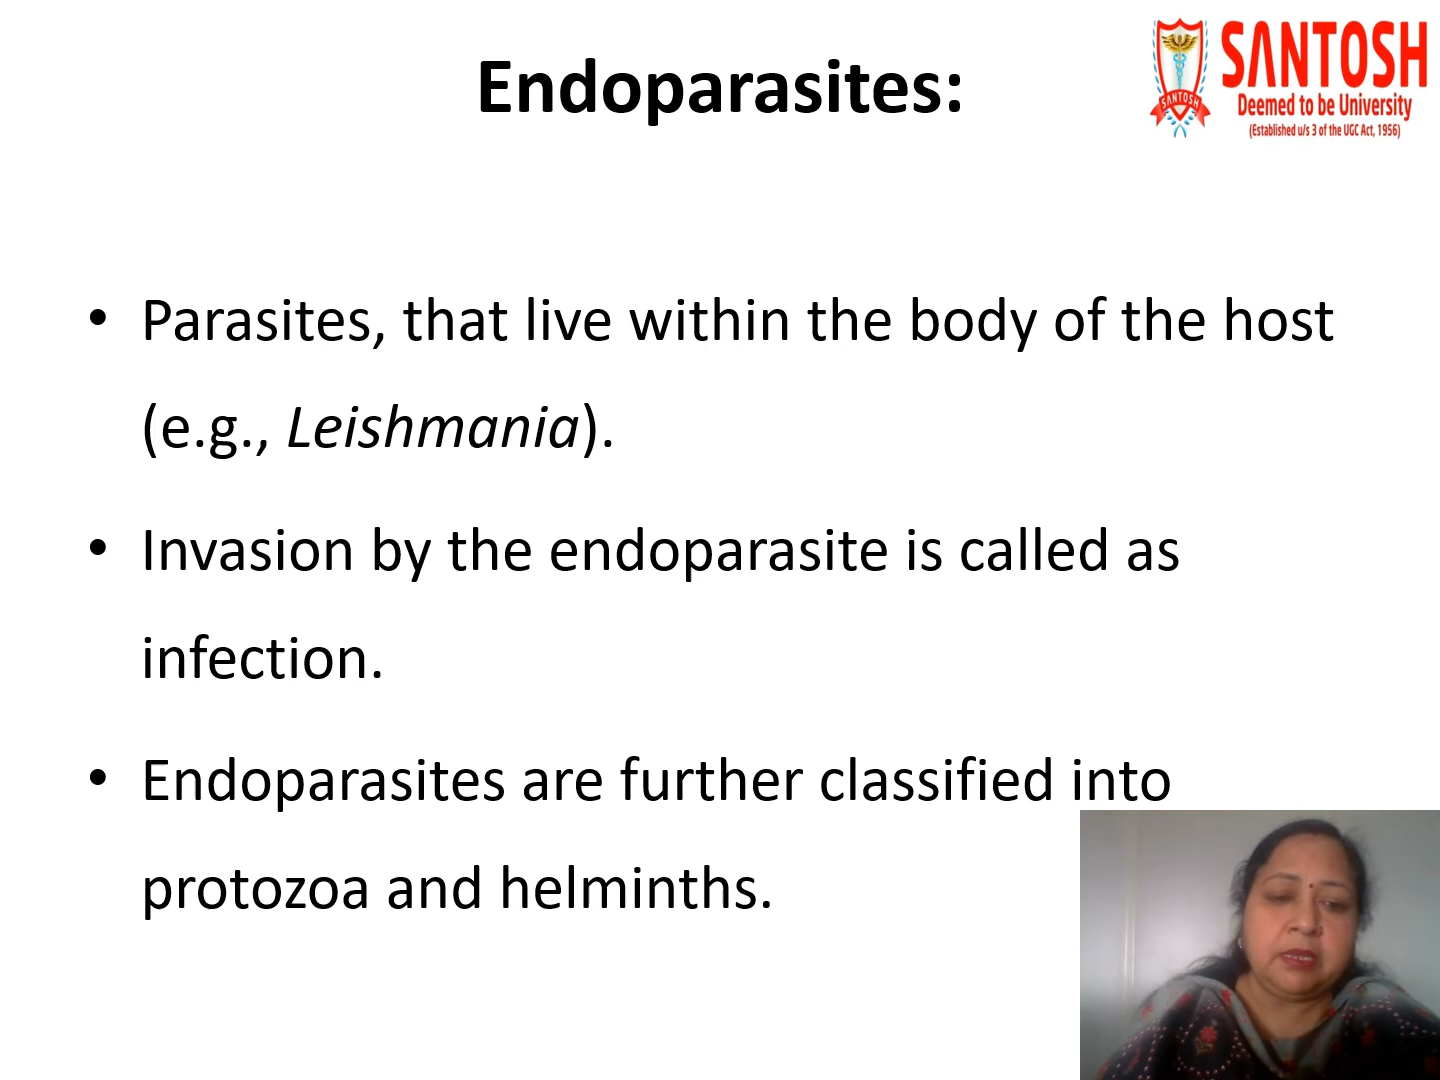 Endoparasites:
SANTOSH
Deemed to be University
(Established u/s 3 of the UGC Act, 1956)
SANTOSH
• Parasites, that live within the body of the host
(e.g., Leishmania).
• Invasion by the endoparasite is called as
infection.
• Endoparasites are further classified into
protozoa and helminths.